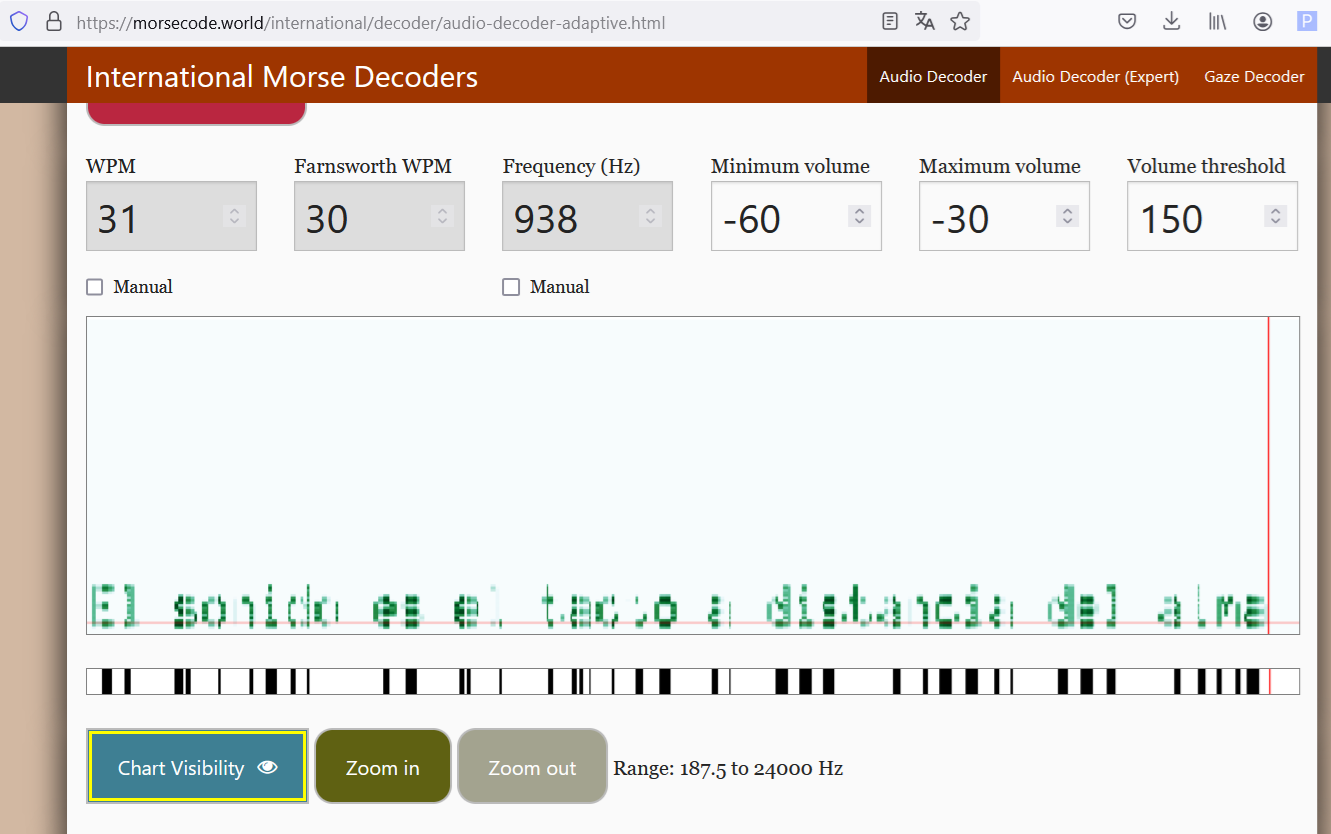 https://morsecode.world/international/decoder/audio-decoder-adaptive.html
P
International Morse Decoders
Audio Decoder
Audio Decoder (Expert)
Gaze Decoder
WPM
Farnsworth WPM
Frequency (Hz)
Minimum volume
Maximum volume
Volume threshold
31
30
938
-60
-30
150
Manual
Manual
El sonido es el tacto a distancia del alma
Chart Visibility
Zoom in
Zoom out
Range: 187.5 to 24000 Hz